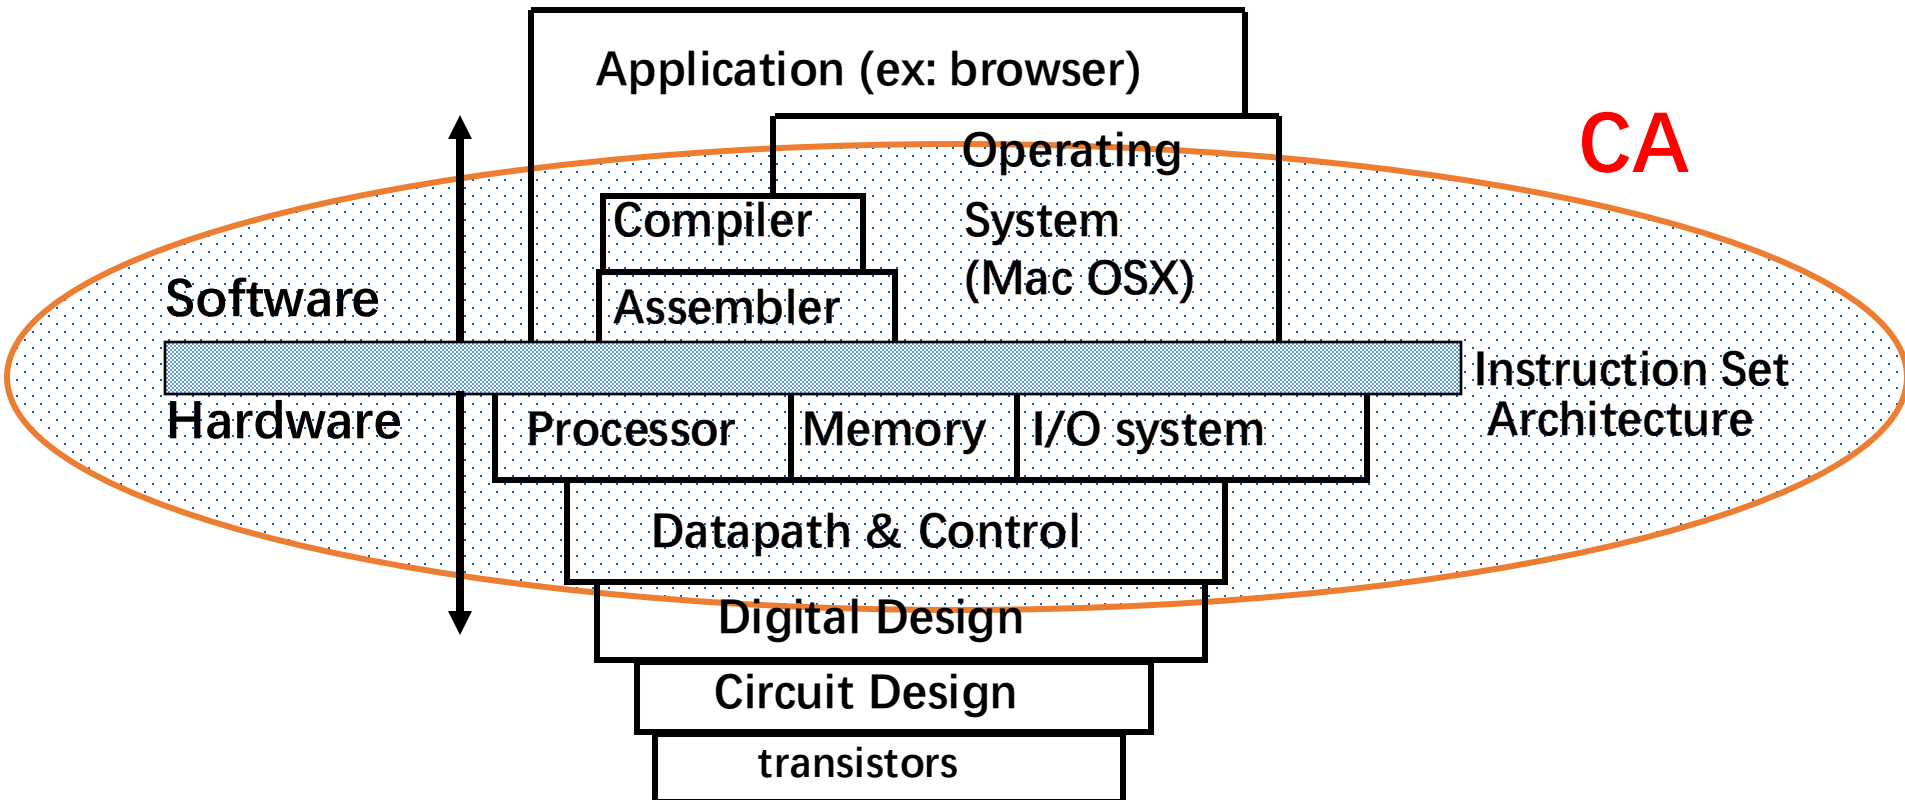 Application (ex: browser)
CA
Operating
System
(Mac OSX)
Compiler
Assembler
Software
Instruction Set
Architecture
Hardware
Processor
Memory
I/O system
Datapath & Control
Digital Design
Circuit Design
transistors